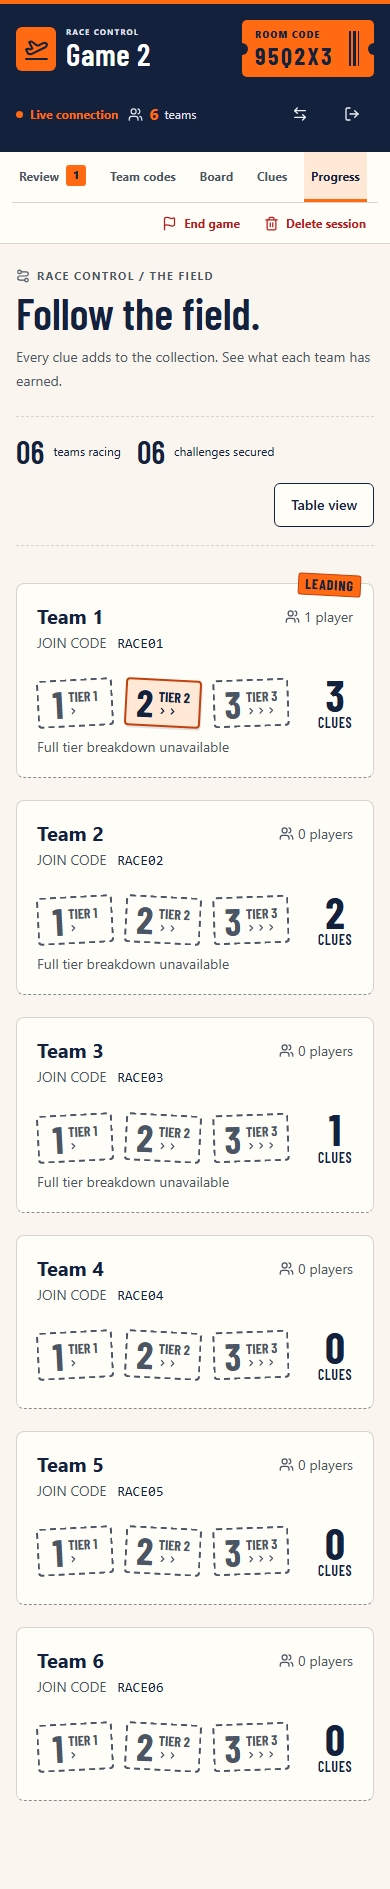 RACE CONTROL
Game 2
ROOM CODE
95Q2X3
Live connection 6 teams
Review 1 Team codes Board Clues Progress
End game Delete session
RACE CONTROL / THE FIELD
Follow the field.
Every clue adds to the collection. See what each team has
earned.
06 teams racing 06 challenges secured
Table view
LEADING
Team 1 1 player
JOIN CODE RACE01
1 TIER 1 › 2 TIER 2 › › 3 TIER 3 › › › 3 CLUES
Full tier breakdown unavailable
Team 2 0 players
JOIN CODE RACE02
1 TIER 1 › 2 TIER 2 › › 3 TIER 3 › › › 2 CLUES
Full tier breakdown unavailable
Team 3 0 players
JOIN CODE RACE03
1 TIER 1 › 2 TIER 2 › › 3 TIER 3 › › › 1 CLUES
Full tier breakdown unavailable
Team 4 0 players
JOIN CODE RACE04
1 TIER 1 › 2 TIER 2 › › 3 TIER 3 › › › 0 CLUES
Team 5 0 players
JOIN CODE RACE05
1 TIER 1 › 2 TIER 2 › › 3 TIER 3 › › › 0 CLUES
Team 6 0 players
JOIN CODE RACE06
1 TIER 1 › 2 TIER 2 › › 3 TIER 3 › › › 0 CLUES